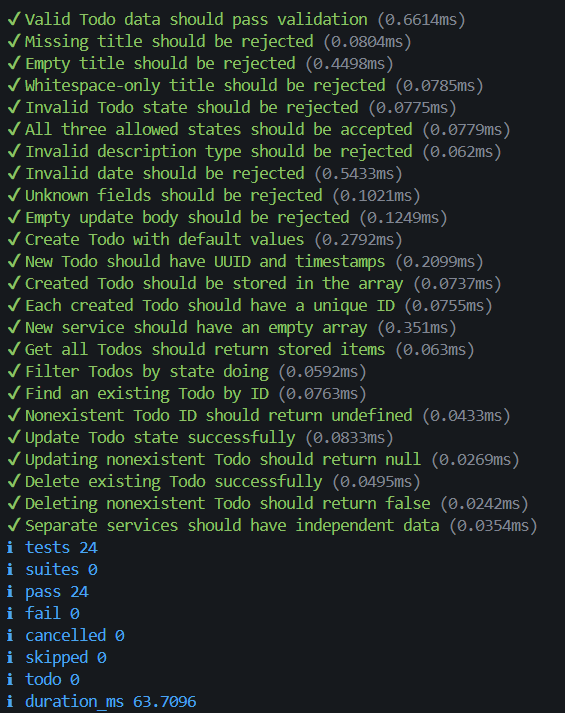 ✔ Valid Todo data should pass validation (0.6614ms)
✔ Missing title should be rejected (0.0804ms)
✔ Empty title should be rejected (0.4498ms)
✔ Whitespace-only title should be rejected (0.0785ms)
✔ Invalid Todo state should be rejected (0.0775ms)
✔ All three allowed states should be accepted (0.0779ms)
✔ Invalid description type should be rejected (0.062ms)
✔ Invalid date should be rejected (0.5433ms)
✔ Unknown fields should be rejected (0.1021ms)
✔ Empty update body should be rejected (0.1249ms)
✔ Create Todo with default values (0.2792ms)
✔ New Todo should have UUID and timestamps (0.2099ms)
✔ Created Todo should be stored in the array (0.0737ms)
✔ Each created Todo should have a unique ID (0.0755ms)
✔ New service should have an empty array (0.351ms)
✔ Get all Todos should return stored items (0.063ms)
✔ Filter Todos by state doing (0.0592ms)
✔ Find an existing Todo by ID (0.0763ms)
✔ Nonexistent Todo ID should return undefined (0.0433ms)
✔ Update Todo state successfully (0.0833ms)
✔ Updating nonexistent Todo should return null (0.0269ms)
✔ Delete existing Todo successfully (0.0495ms)
✔ Deleting nonexistent Todo should return false (0.0242ms)
✔ Separate services should have independent data (0.0354ms)
ℹ tests 24
ℹ suites 0
ℹ pass 24
ℹ fail 0
ℹ cancelled 0
ℹ skipped 0
ℹ todo 0
ℹ duration_ms 63.7096